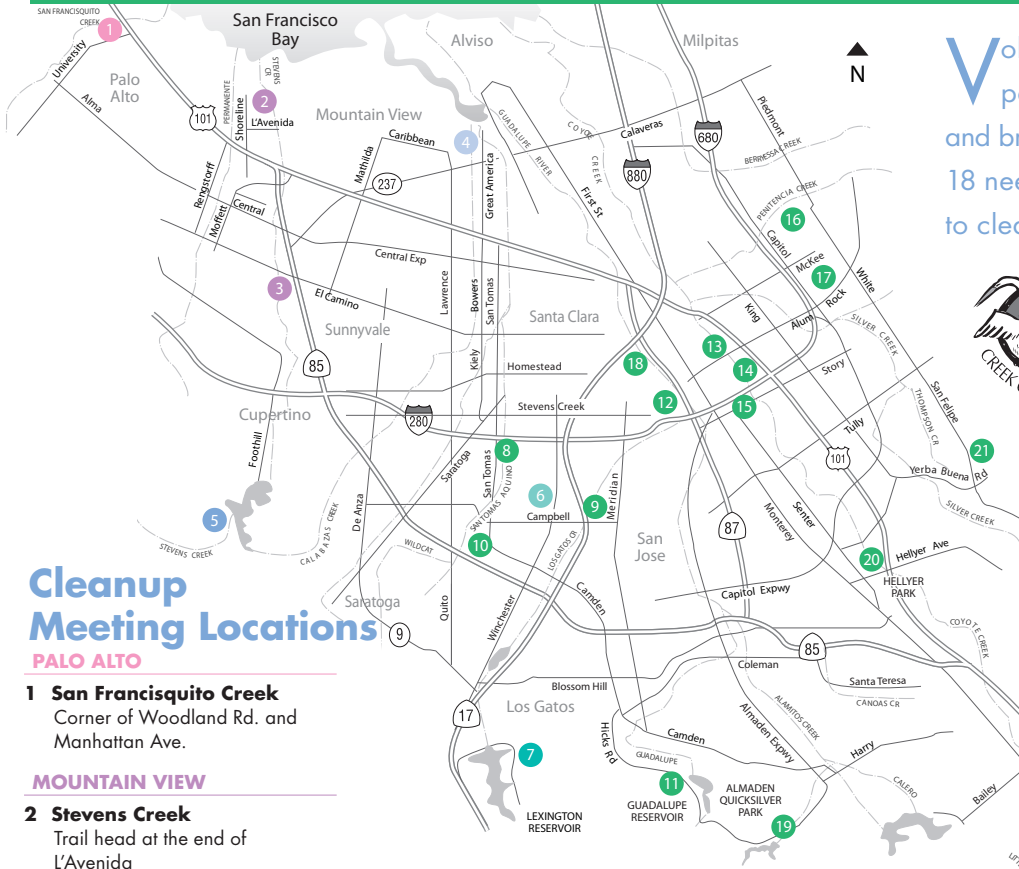 SAN FRANCISQUITO
CREEK
1
University
Palo
Alto
Alma
San Francisco
Bay
STEVENS
CR
2
PERMANENTE
Shoreline
L'Avenida
101
Alviso
Mountain View
Caribbean
4
Mathilda
237
Great America
GUADALUPE
RIVER
COYOTE
CREEK
Milpitas
N
Calaveras
680
880
Piedmont
BERRYESSA CREEK
PENITENCIA CREEK
16
Capitol
McKee
17
White
Rock
Alum
King
First St
Rengstorff
Moffett
Central
Central Exp
3
El Camino
Sunnyvale
Lawrence
Bowers
San Tomas
Santa Clara
Kiely
Homestead
85
Stevens Creek
280
Cupertino
Foothill
18
13
14
12
15
Story
SILVER CREEK
San Felipe
THOMPSON CR
21
Tully
101
Yerba Buena Rd
SILVER CREEK
8
Saratoga
San Tomas
SAN TOMAS AQUINO
6
Campbell
9
Meridian
LOS GATOS CR
5
STEVENS CREEK
De Anza
CALABAZAS CREEK
WILDCAT
10
San
Jose
87
Monterey
Senter
20
Hellyer Ave
HELLYER
PARK
COYOTE CREEK
Saratoga
9
Quito
Winchester
Camden
Capitol Expwy
85
Coleman
Santa Teresa
CANOAS CR
Blossom Hill
Los Gatos
17
7
LEXINGTON
RESERVOIR
Hicks Rd
Camden
GUADALUPE
11
GUADALUPE
RESERVOIR
ALMADEN
QUICKSILVER
PARK
19
Almaden Expwy
ALAMITOS CREEK
Harry
CALERO
Bailey
and
18
to
Cleanup
Meeting Locations
PALO ALTO
1 San Francisquito Creek
Corner of Woodland Rd. and
Manhattan Ave.
MOUNTAIN VIEW
2 Stevens Creek
Trail head at the end of
L'Avenida